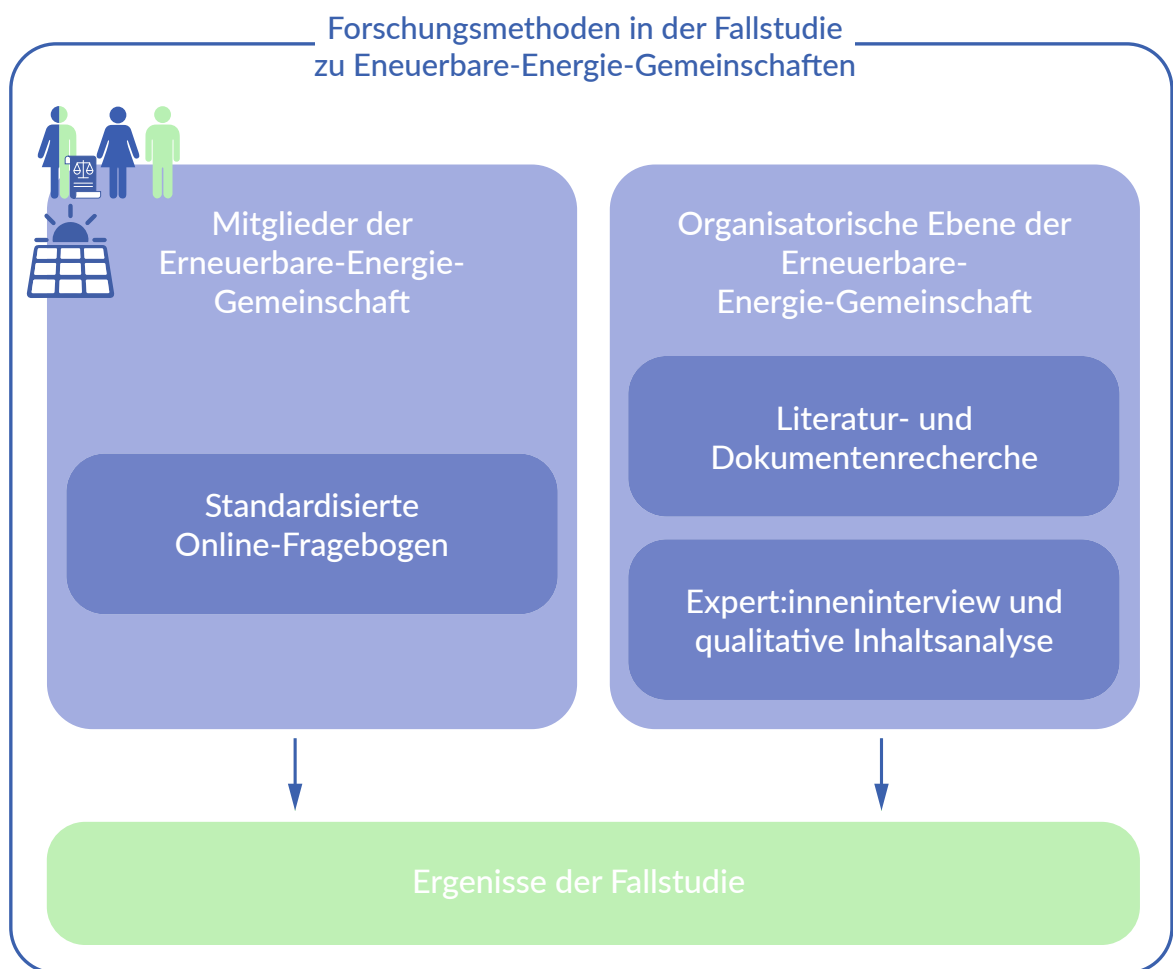 Forschungsmethoden in der Fallstudie
zu Eneuerbare-Energie-Gemeinschaften
Mitglieder der
Erneuerbare-Energie-
Gemeinschaft
Standardisierte
Online-Fragebogen
Organisatorische Ebene der
Erneuerbare-
Energie-Gemeinschaft
Literatur- und
Dokumentenrecherche
Expert:inneninterview und
qualitative Inhaltsanalyse
Ergenisse der Fallstudie